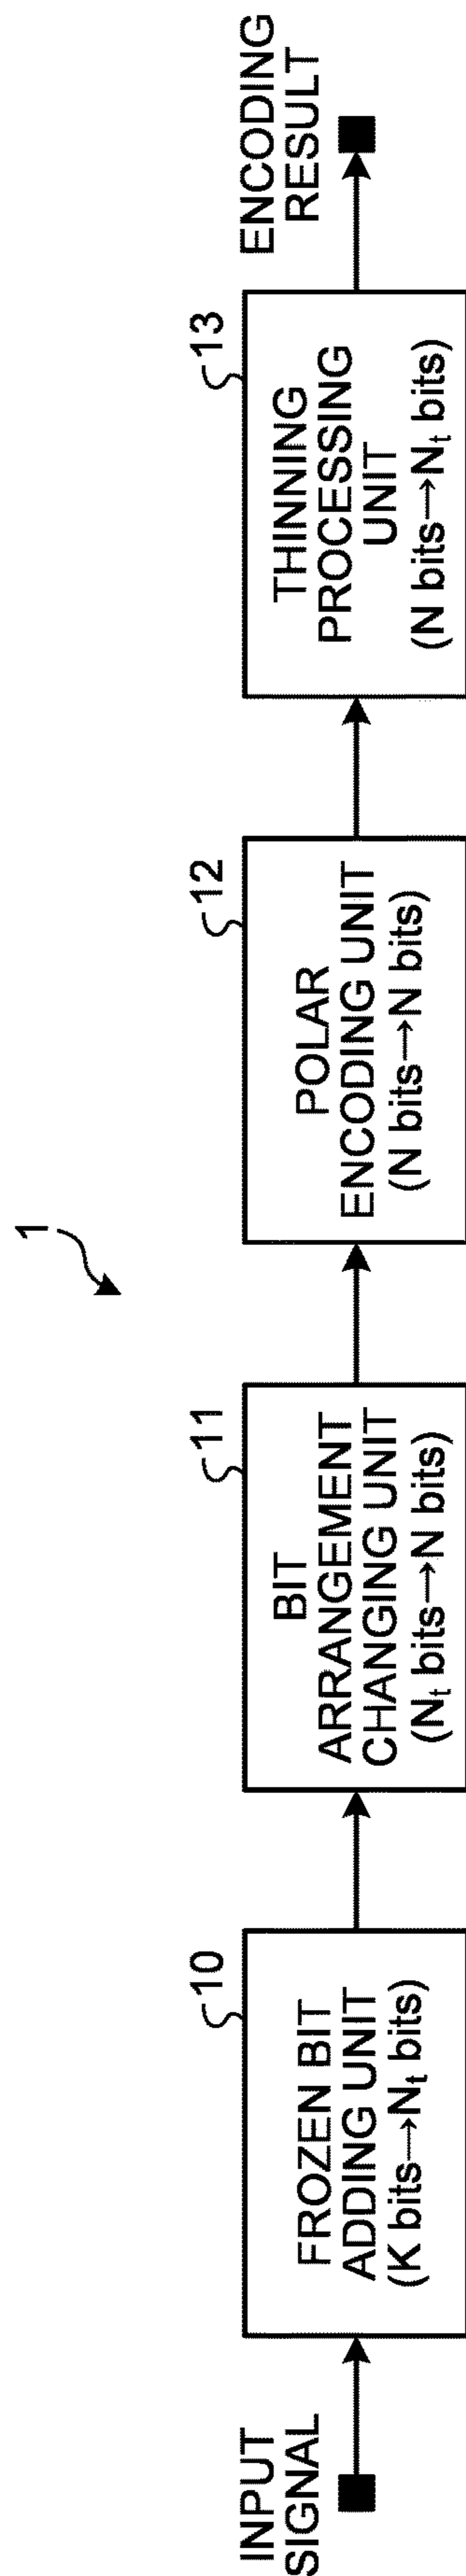 1
INPUT
SIGNAL
10
FROZEN BIT
ADDING UNIT
(K bits→Nt bits)
11
BIT
ARRANGEMENT
CHANGING UNIT
(Nt bits→N bits)
12
POLAR
ENCODING UNIT
(N bits→N bits)
13
THINNING
PROCESSING
UNIT
(N bits→Nt bits)
ENCODING
RESULT